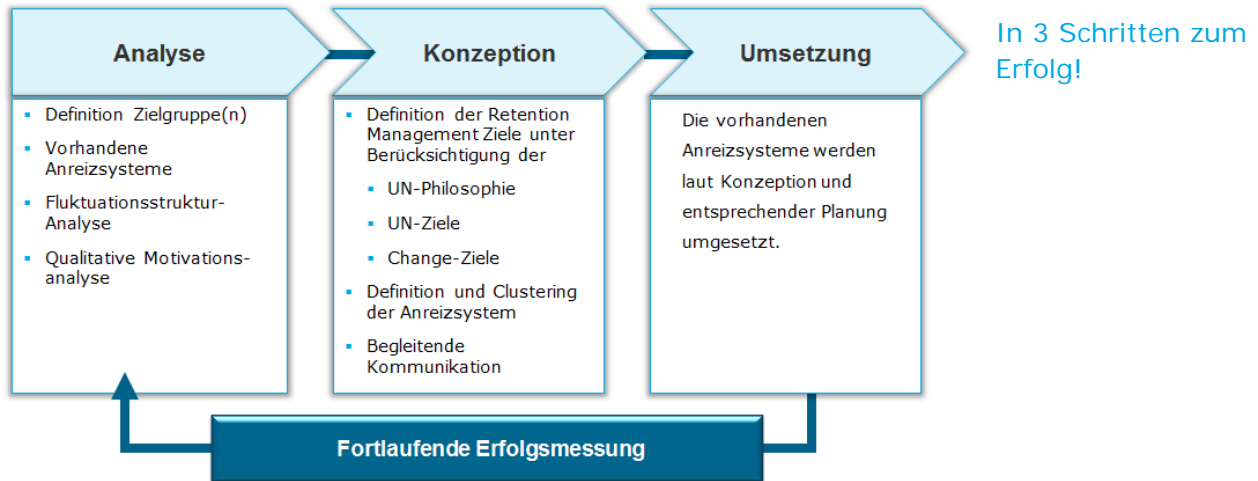 Analyse
Definition Zielgruppe(n)
Vorhandene
Anreizsysteme
Fluktuationsstruktur-
Analyse
Qualitative Motivations-
analyse
Konzeption
Definition der Retention
Management Ziele unter
Berücksichtigung der
UN-Philosophie
UN-Ziele
Change-Ziele
Definition und Clustering
der Anreizsystem
Begleitende
Kommunikation
Umsetzung
Die vorhandenen
Anreizsysteme werden
laut Konzeption und
entsprechender Planung
umgesetzt.
In 3 Schritten zum
Erfolg!
Fortlaufende Erfolgsmessung